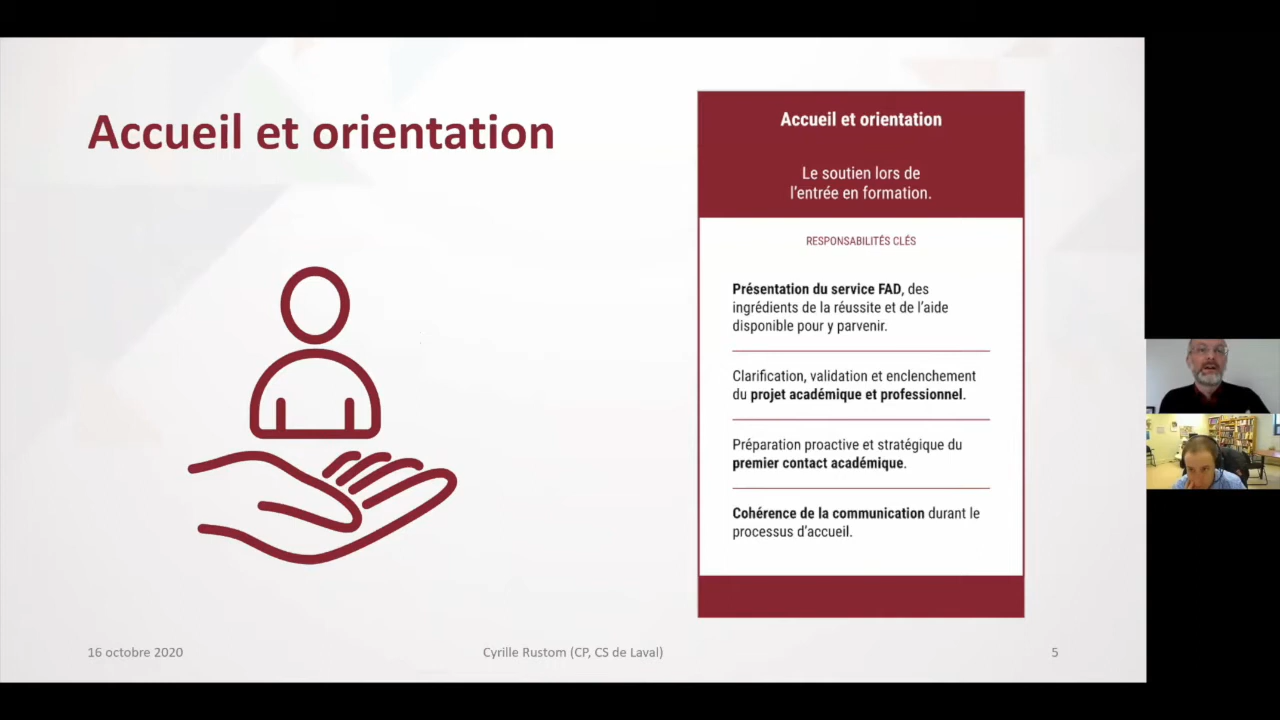 Accueil et orientation
Accueil et orientation
Le soutien lors de
l'entrée en formation.
RESPONSABILITÉS CLÉS
Présentation du service FAD, des
ingrédients de la réussite et de l'aide
disponible pour y parvenir.
Clarification, validation et enclenchement
du projet académique et professionnel.
Préparation proactive et stratégique du
premier contact académique.
Cohérence de la communication durant le
processus d'accueil.
16 octobre 2020
Cyrille Rustom (CP, CS de Laval)
5